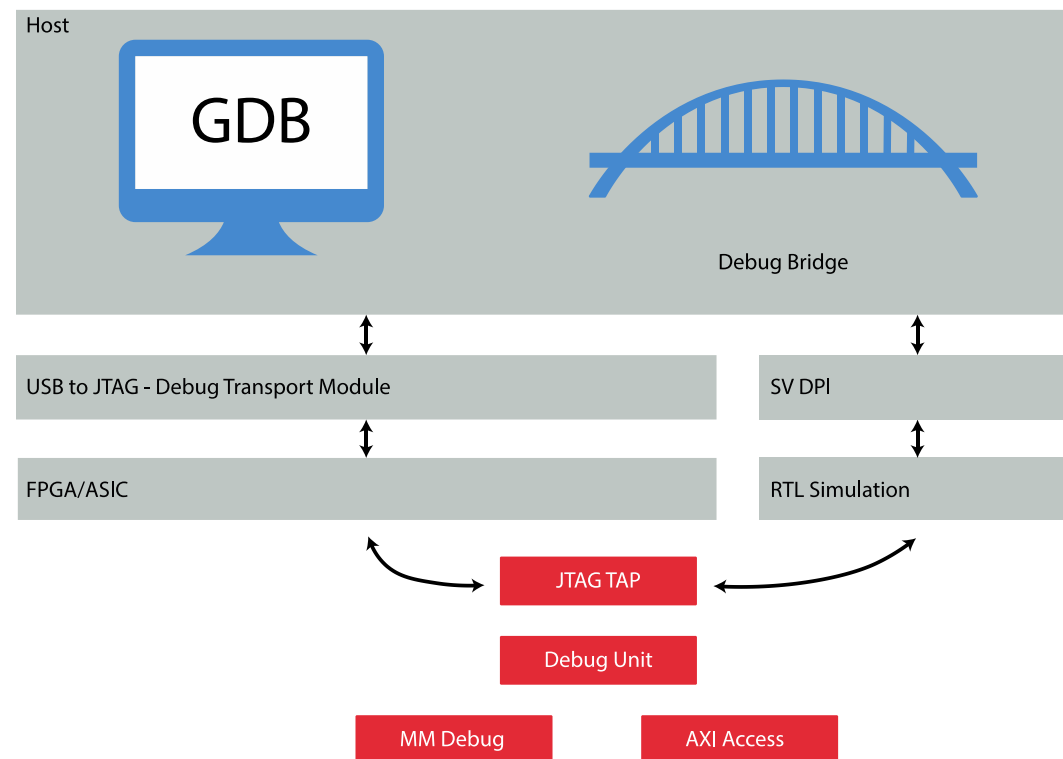 Host
GDB
Debug Bridge
USB to JTAG - Debug Transport Module
SV DPI
FPGA/ASIC
RTL Simulation
JTAG TAP
Debug Unit
MM Debug
AXI Access